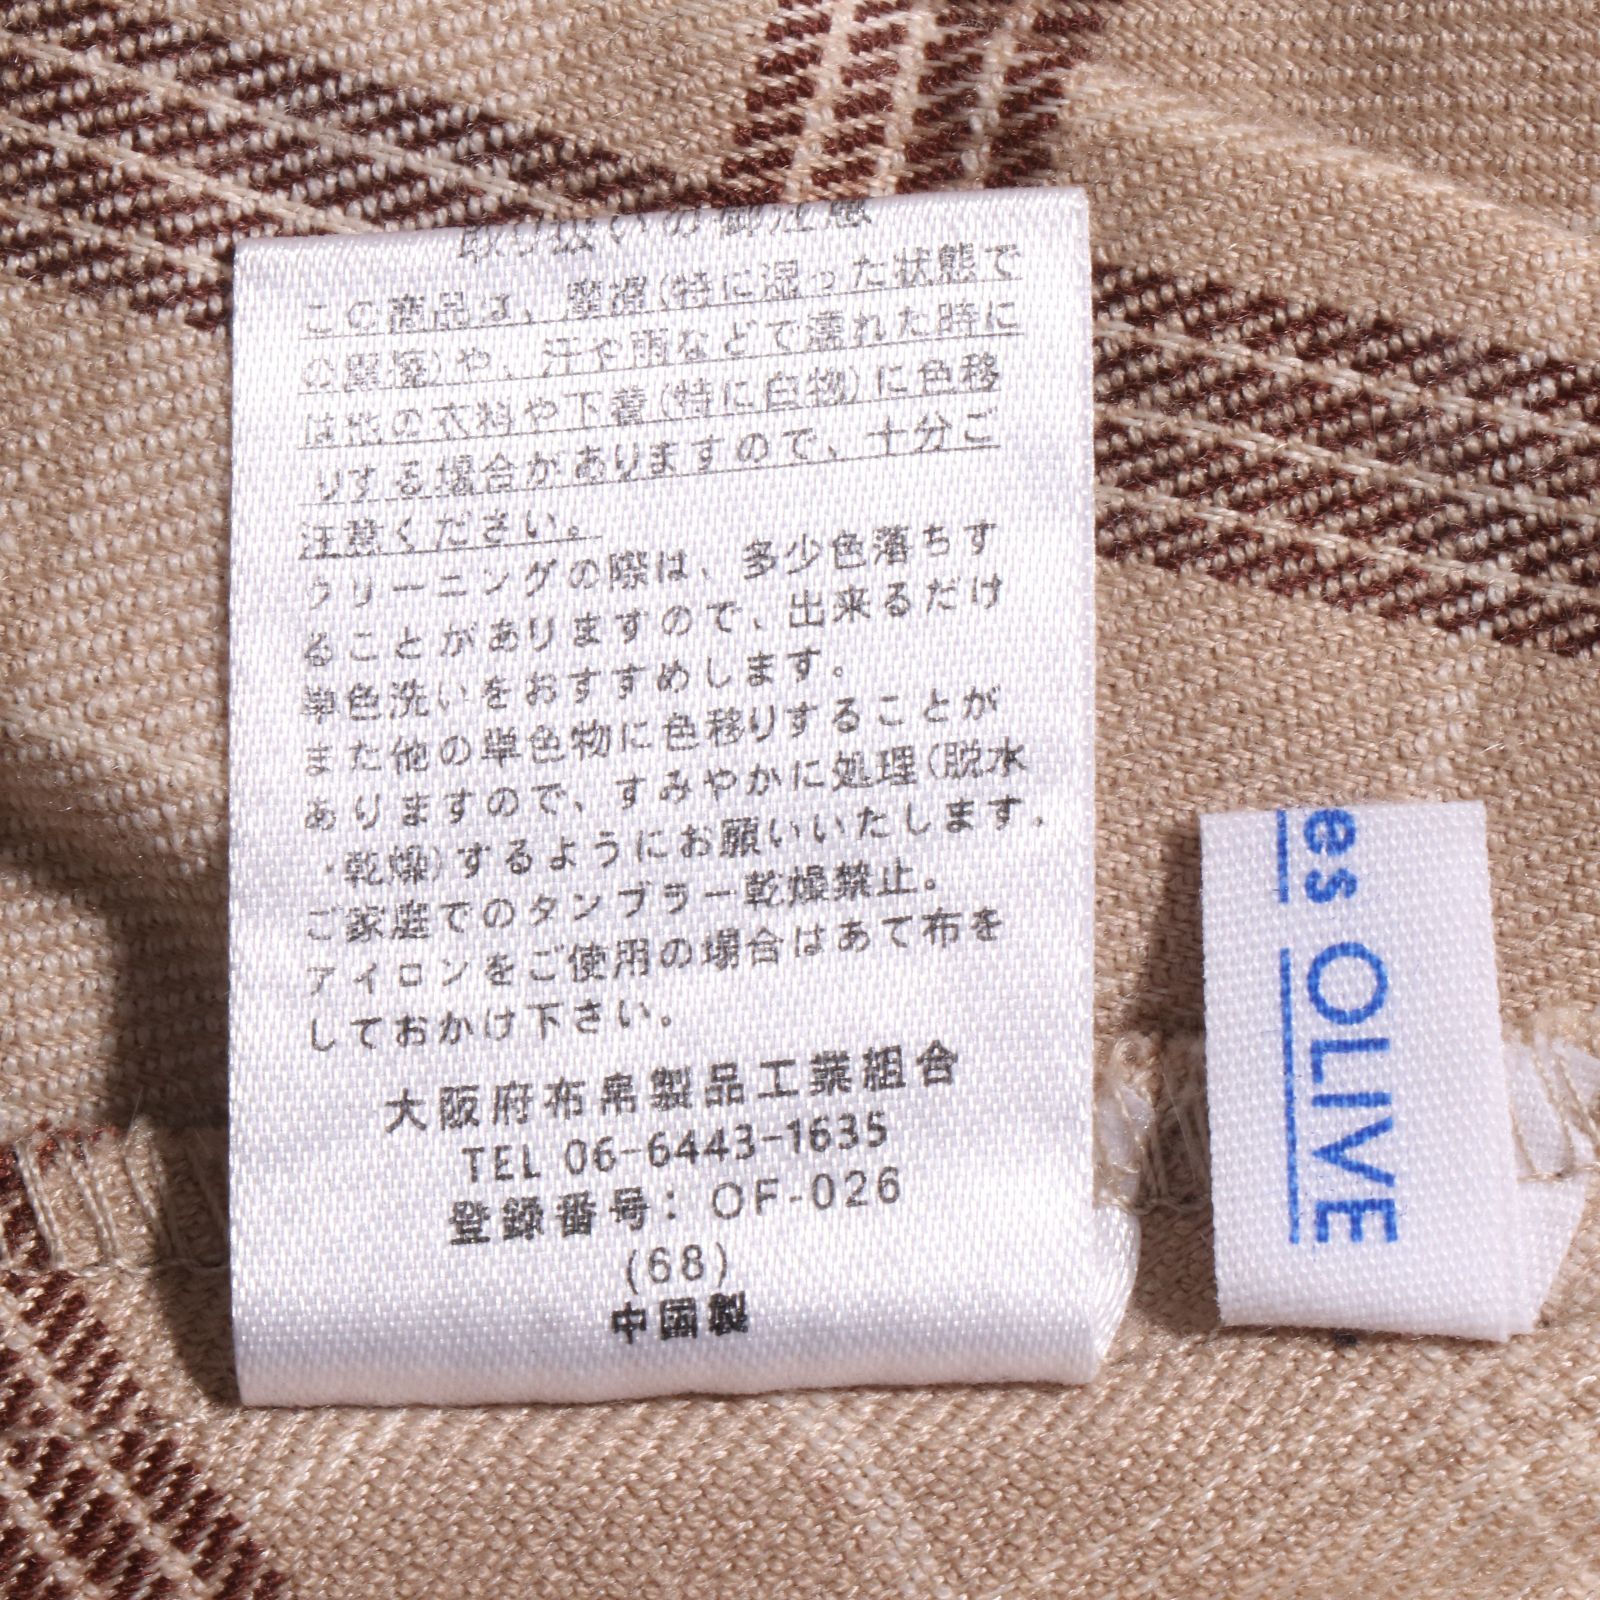 取り扱いの御注意
この商品は、摩擦(特に湿った状態で
の摩擦)や、汗や雨などで濡れた時に
は他の衣料や下着(特に白物)に色移
りする場合がありますので、十分ご
注意ください。
クリーニングの際は、多少色落ちす
ることがありますので、出来るだけ
単色洗いをおすすめします。
また他の単色物に色移りすることが
ありますので、すみやかに処理(脱水
・乾燥)するようにお願いいたします。
ご家庭でのタンブラー乾燥禁止。
アイロンをご使用の場合はあて布を
しておかけ下さい。
大阪府布帛製品工業組合
TEL 06-6443-1635
登録番号: OF-026
(68)
中国製
es OLIVE